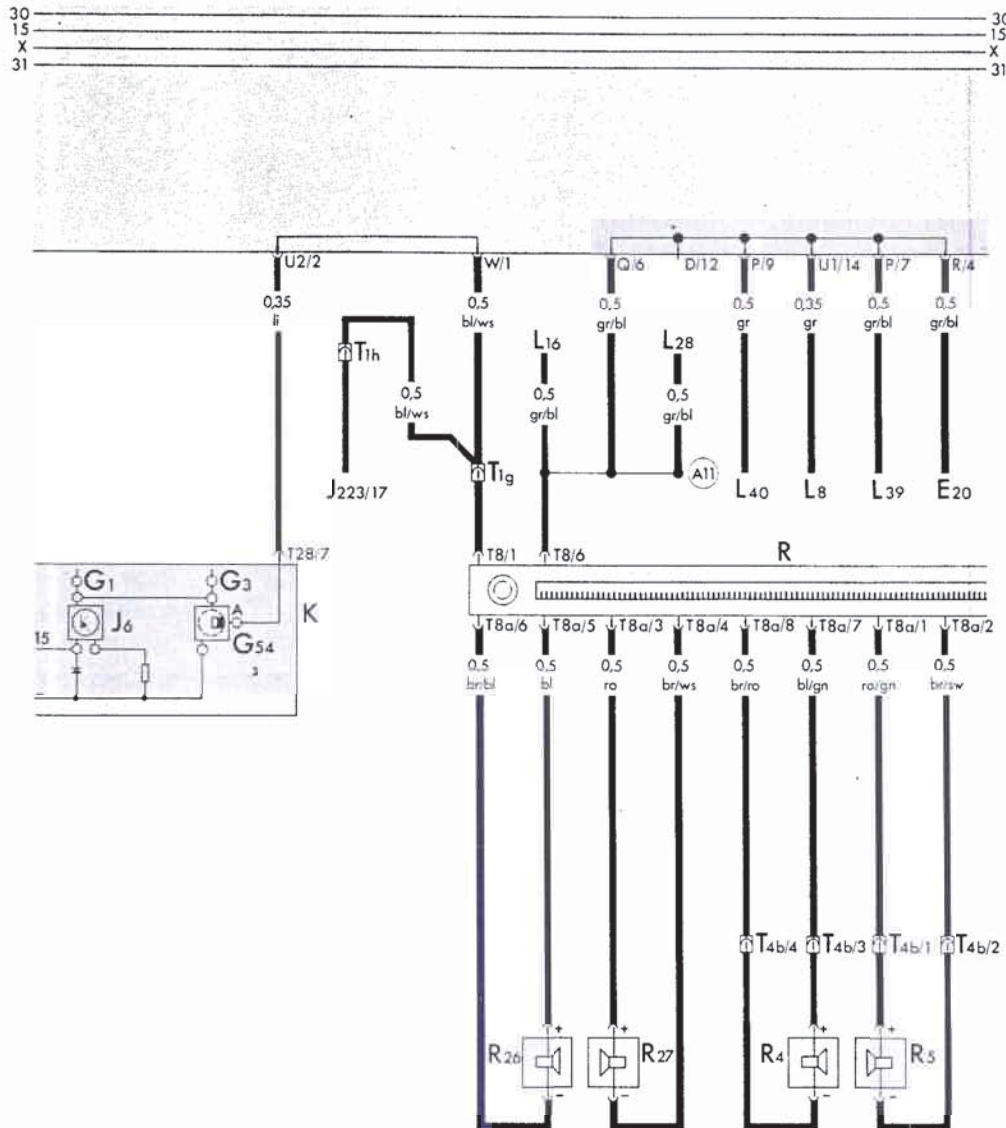 30 30
15 15
X X
31 31
U2/2 W/1 Q/6 D/12 P/9 U1/14 P/7 R/4
0,35 0,5 0,5 0,5 0,35 0,5 0,5
li bl/ws gr/bl gr gr gr/bl gr/bl
T1h L16 L28
0,5 0,5 0,5
bl/ws gr/bl gr/bl
J223/17 T1g A11 L40 L8 L39 E20
T28/7 T8/1 T8/6 R
G1 G3
J6 A K
15 G54 T8a/6 T8a/5 T8a/3 T8a/4 T8a/8 T8a/7 T8a/1 T8a/2
3 0,5 0,5 0,5 0,5 0,5 0,5 0,5 0,5
br/bl bl ro br/ws br/ro bl/gn ro/gn br/sw
T4b/4 T4b/3 T4b/1 T4b/2
+ + + +
R26 R27 R4 R5
- - - -